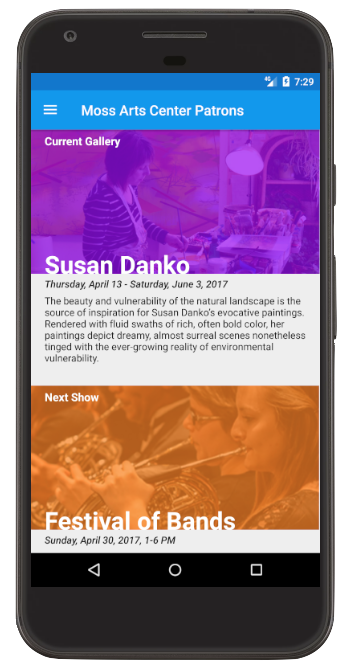 4G 7:29
Moss Arts Center Patrons
Current Gallery
Susan Danko
Thursday, April 13 - Saturday, June 3, 2017
The beauty and vulnerability of the natural landscape is the
source of inspiration for Susan Danko's evocative paintings.
Rendered with fluid swaths of rich, often bold color, her
paintings depict dreamy, almost surreal scenes nonetheless
tinged with the ever-growing reality of environmental
vulnerability.
Next Show
Festival of Bands
Sunday, April 30, 2017, 1-6 PM